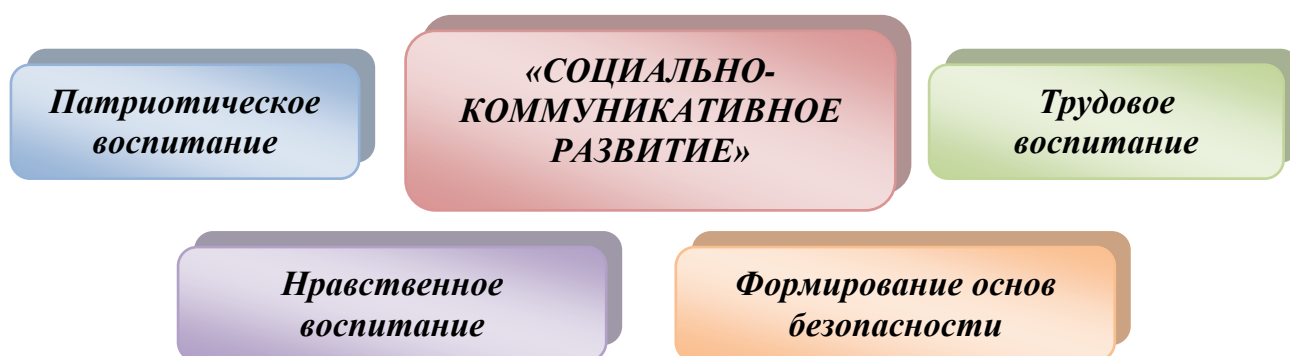 Патриотическое
воспитание
«СОЦИАЛЬНО-
КОММУНИКАТИВНОЕ
РАЗВИТИЕ»
Трудовое
воспитание
Нравственное
воспитание
Формирование основ
безопасности